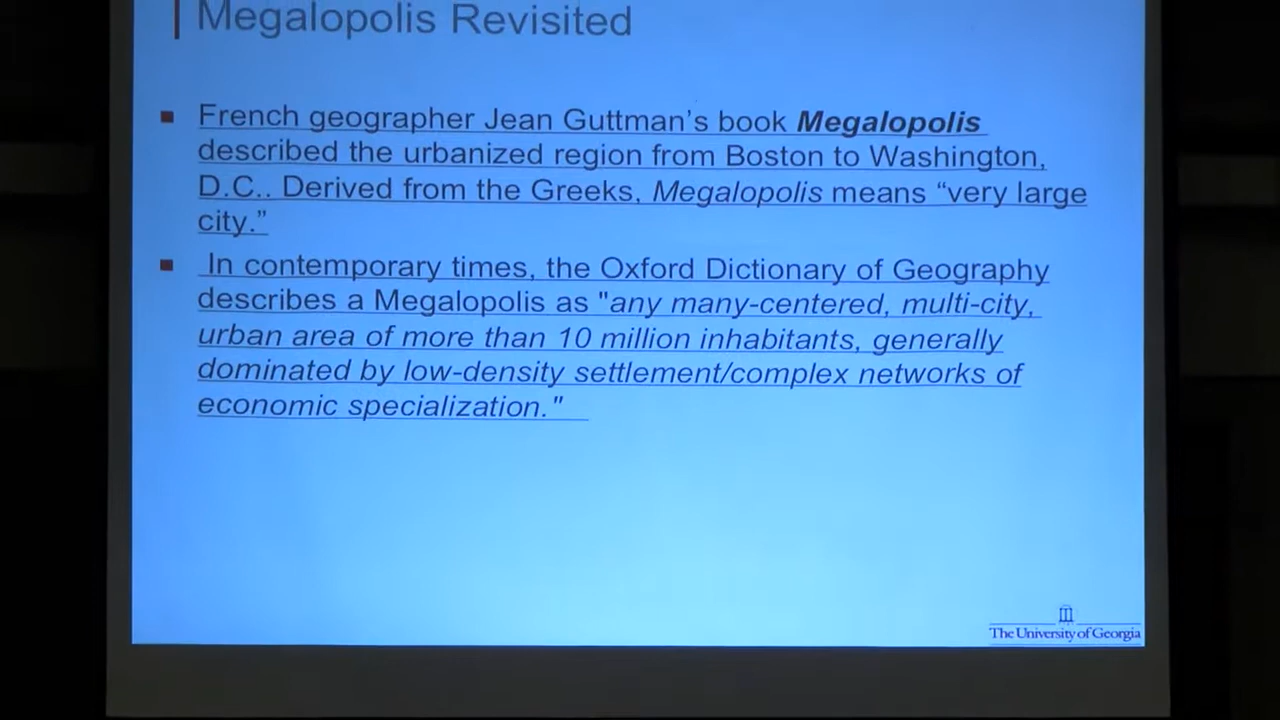 Megalopolis Revisited
French geographer Jean Guttman's book Megalopolis
described the urbanized region from Boston to Washington,
D.C.. Derived from the Greeks, Megalopolis means “very large
city.”
In contemporary times, the Oxford Dictionary of Geography
describes a Megalopolis as "any many-centered, multi-city,
urban area of more than 10 million inhabitants, generally
dominated by low-density settlement/complex networks of
economic specialization."
The University of Georgia